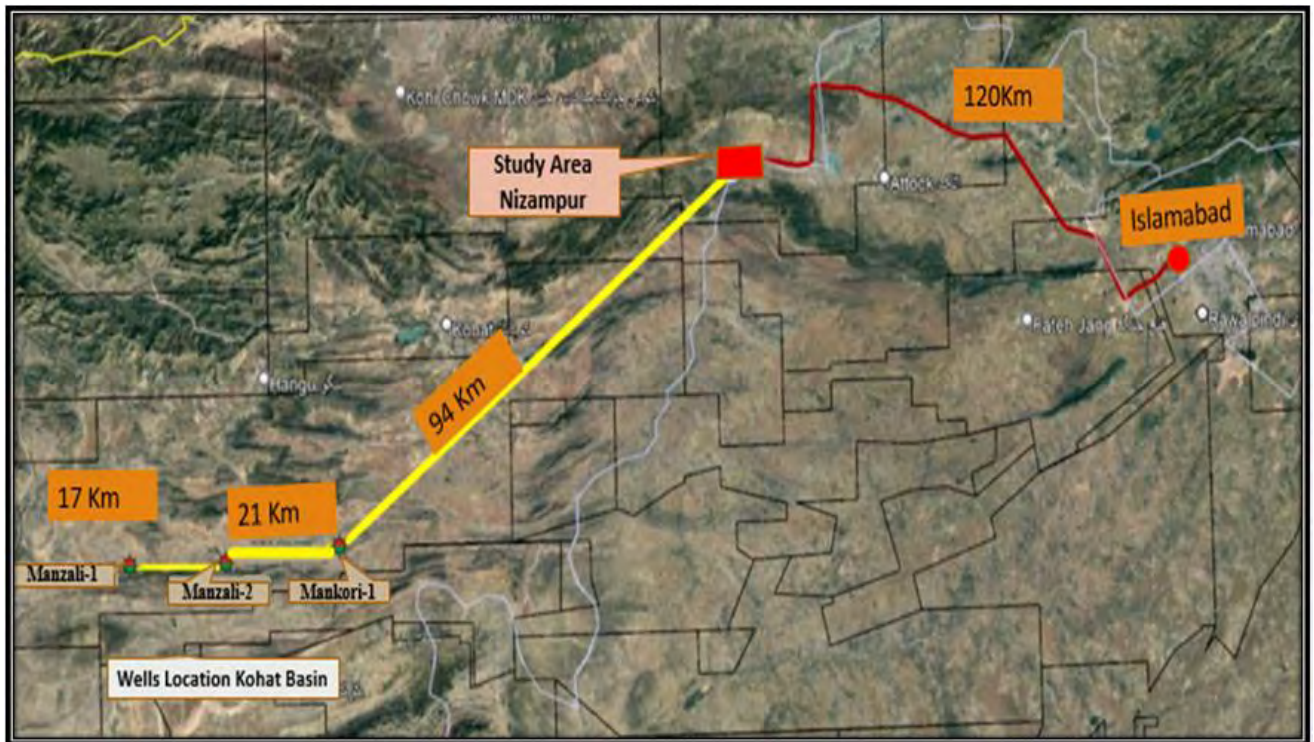 120Km
Study Area
Nizampur
Attock
Islamabad
Kohat
Fateh Jang
Rawalpindi
Hangu
94 Km
17 Km
21 Km
Manzali-1
Manzali-2
Mankori-1
Wells Location Kohat Basin